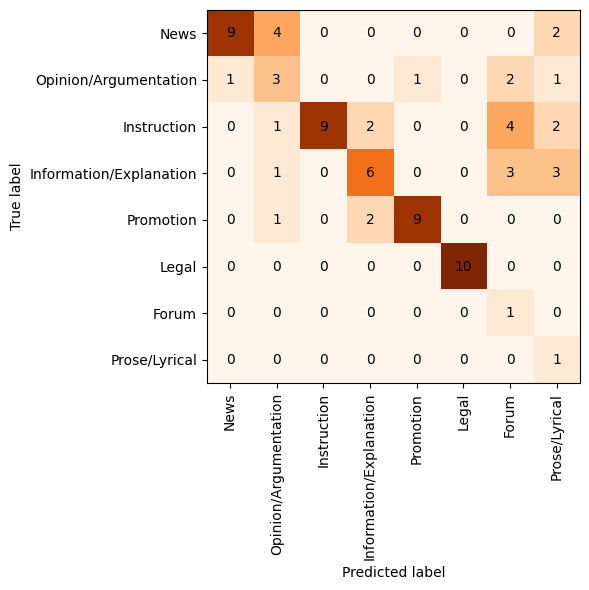 True label
News 9 4 0 0 0 0 0 2
Opinion/Argumentation 1 3 0 0 1 0 2 1
Instruction 0 1 9 2 0 0 4 2
Information/Explanation 0 1 0 6 0 0 3 3
Promotion 0 1 0 2 9 0 0 0
Legal 0 0 0 0 0 10 0 0
Forum 0 0 0 0 0 0 1 0
Prose/Lyrical 0 0 0 0 0 0 0 1
News
Opinion/Argumentation
Instruction
Information/Explanation
Promotion
Legal
Forum
Prose/Lyrical
Predicted label